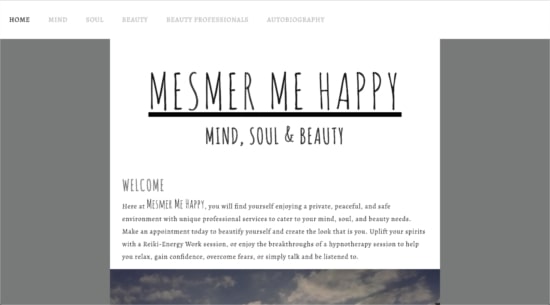 HOME MIND SOUL BEAUTY BEAUTY PROFESSIONALS AUTOBIOGRAPHY
MESMER ME HAPPY
MIND, SOUL & BEAUTY
WELCOME
Here at Mesmer Me Happy, you will find yourself enjoying a private, peaceful, and safe
environment with unique professional services to cater to your mind, soul, and beauty needs.
Make an appointment today to beautify yourself and create the look that is you. Uplift your spirits
with a Reiki-Energy Work session, or enjoy the breakthroughs of a hypnotherapy session to help
you relax, gain confidence, overcome fears, or simply talk and be listened to.